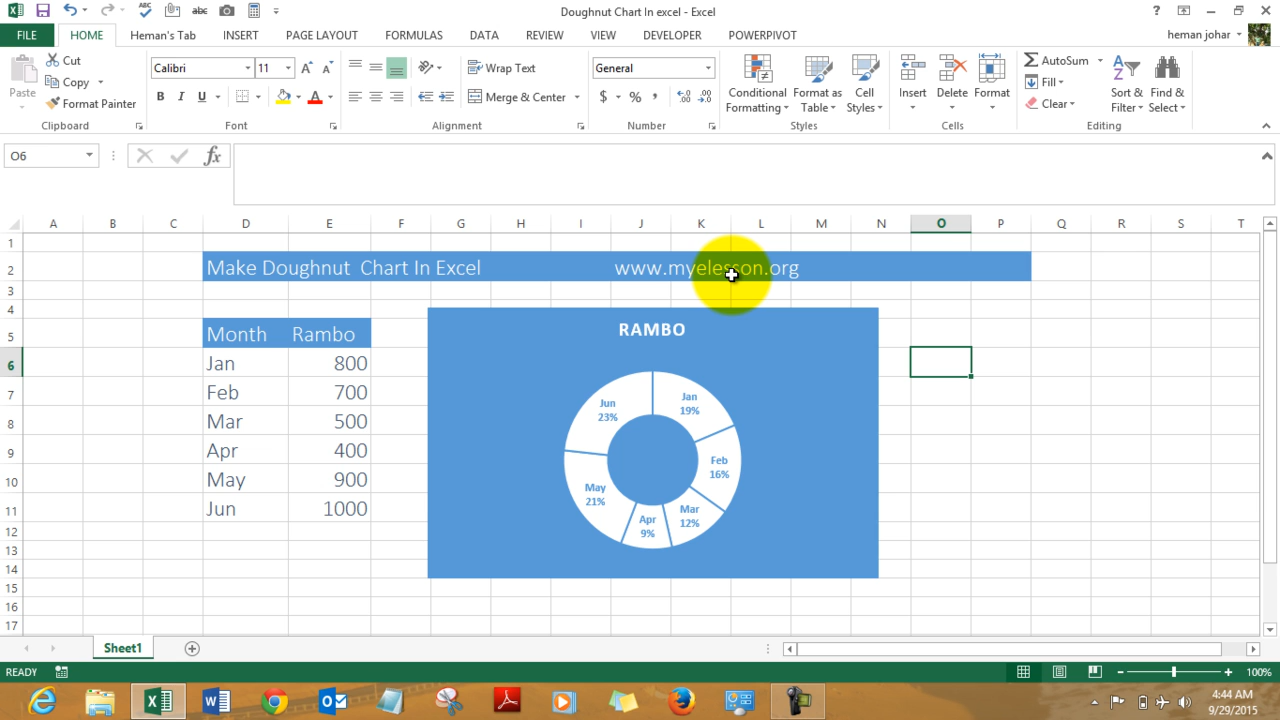 Doughnut Chart In excel - Excel
FILE HOME Heman's Tab INSERT PAGE LAYOUT FORMULAS DATA REVIEW VIEW DEVELOPER POWERPIVOT heman johar
Paste Cut Copy Format Painter
Calibri 11
Wrap Text
Merge & Center
General
$ % ,
Conditional Formatting Format as Table Cell Styles
Insert Delete Format
AutoSum Fill Clear
Sort & Filter Find & Select
Clipboard Font Alignment Number Styles Cells Editing
O6 fx
A B C D E F G H I J K L M N O P Q R S T
1
2 Make Doughnut Chart In Excel www.myelesson.org
3
4
5 Month Rambo
6 Jan 800
7 Feb 700
8 Mar 500
9 Apr 400
10 May 900
11 Jun 1000
12
13
14
15
16
17
RAMBO
Jan
19%
Feb
16%
Mar
12%
Apr
9%
May
21%
Jun
23%
Sheet1
READY 100%
4:44 AM
9/29/2015